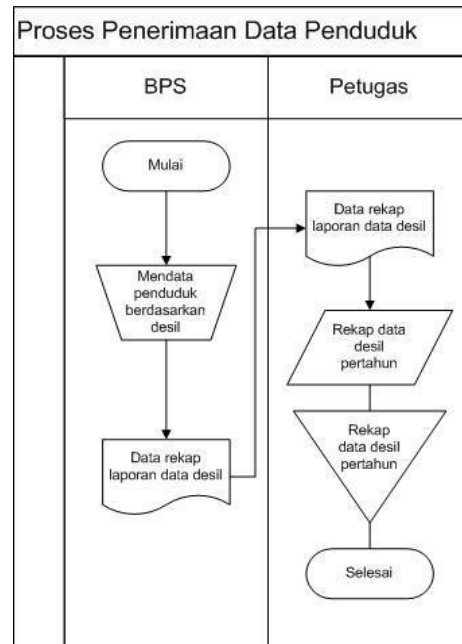 Proses Penerimaan Data Penduduk
BPS
Petugas
Mulai
Mendata
penduduk
berdasarkan
desil
Data rekap
laporan data desil
Data rekap
laporan data desil
Rekap data
desil
pertahun
Rekap
data desil
pertahun
Selesai